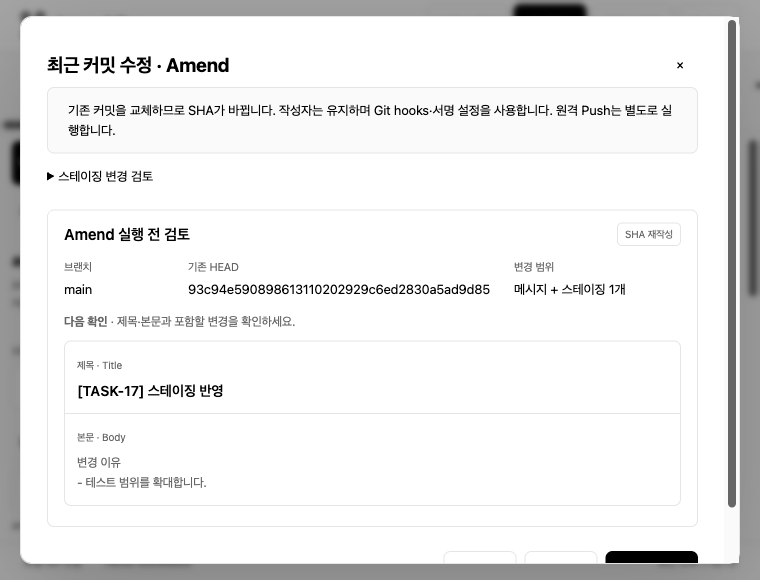 최근 커밋 수정 · Amend
×
기존 커밋을 교체하므로 SHA가 바뀝니다. 작성자는 유지하며 Git hooks·서명 설정을 사용합니다. 원격 Push는 별도로 실
행합니다.
▶ 스테이징 변경 검토
Amend 실행 전 검토
SHA 재작성
브랜치
기존 HEAD
변경 범위
main
93c94e590898613110202929c6ed2830a5ad9d85
메시지 + 스테이징 1개
다음 확인 · 제목·본문과 포함할 변경을 확인하세요.
제목 · Title
[TASK-17] 스테이징 반영
본문 · Body
변경 이유
- 테스트 범위를 확대합니다.